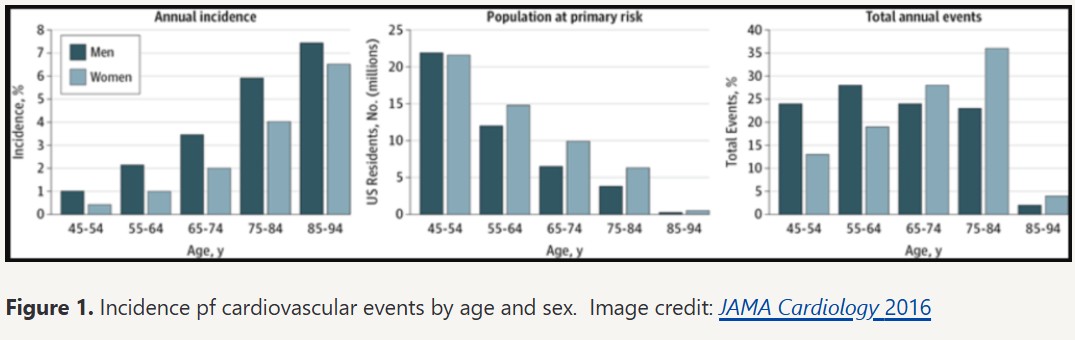 Annual incidence
8
7
6
5
4
3
2
1
0
Incidence, %
Men
Women
45-54 55-64 65-74 75-84 85-94
Age, y
Population at primary risk
25
20
15
10
5
0
US Residents, No. (millions)
45-54 55-64 65-74 75-84 85-94
Age, y
Total annual events
40
35
30
25
20
15
10
5
0
Total Events, %
45-54 55-64 65-74 75-84 85-94
Age, y
Figure 1. Incidence pf cardiovascular events by age and sex. Image credit: JAMA Cardiology 2016